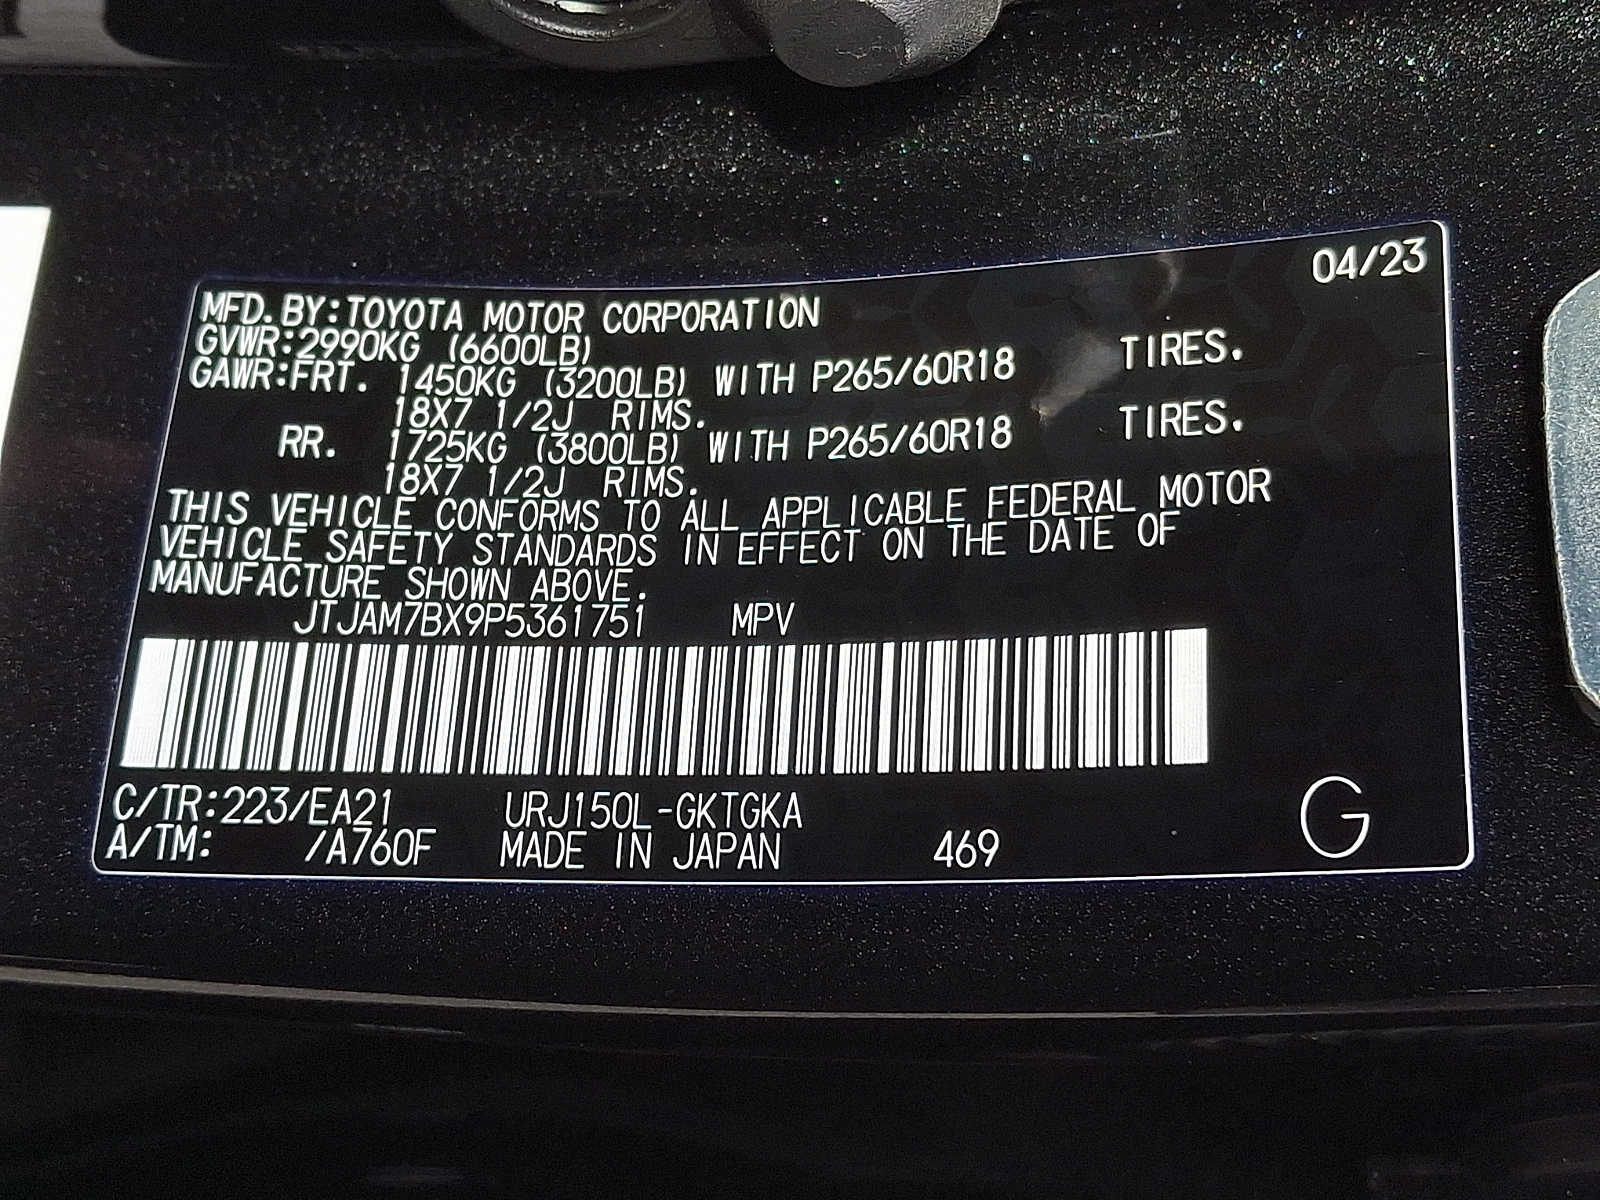 04/23
MFD.BY:TOYOTA MOTOR CORPORATION
GVWR:2990KG (6600LB)
GAWR:FRT. 1450KG (3200LB) WITH P265/60R18 TIRES.
18X7 1/2J RIMS.
RR. 1725KG (3800LB) WITH P265/60R18 TIRES.
18X7 1/2J RIMS.
THIS VEHICLE CONFORMS TO ALL APPLICABLE FEDERAL MOTOR
VEHICLE SAFETY STANDARDS IN EFFECT ON THE DATE OF
MANUFACTURE SHOWN ABOVE.
JTJAM7BX9P5361751 MPV
C/TR:223/EA21 URJ150L-GKTGKA
A/TM: /A760F MADE IN JAPAN 469 G